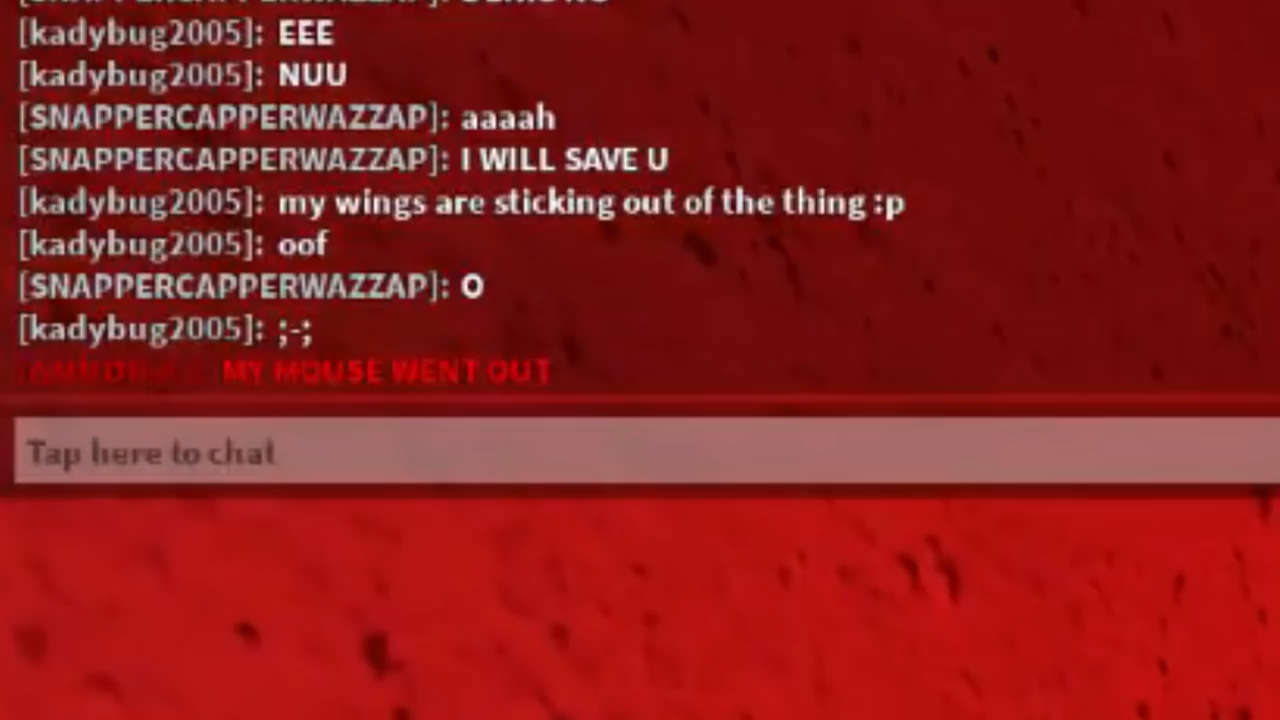 [kadybug2005]: EEE
[kadybug2005]: NUU
[SNAPPERCAPPERWAZZAP]: aaaah
[SNAPPERCAPPERWAZZAP]: I WILL SAVE U
[kadybug2005]: my wings are sticking out of the thing :p
[kadybug2005]: oof
[SNAPPERCAPPERWAZZAP]: O
[kadybug2005]: ;-;
MY MOUSE WENT OUT
Tap here to chat